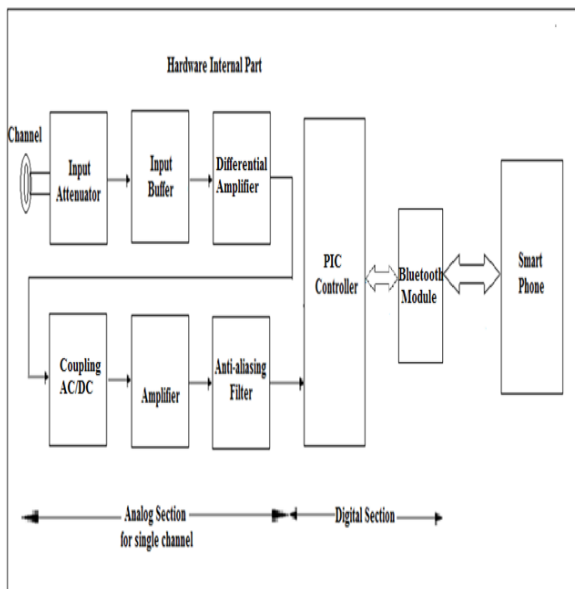 Hardware Internal Part
Channel
Input
Attenuator
Input
Buffer
Differential
Amplifier
PIC
Controller
Bluetooth
Module
Smart
Phone
Coupling
AC/DC
Amplifier
Anti-aliasing
Filter
Analog Section
for single channel
Digital Section